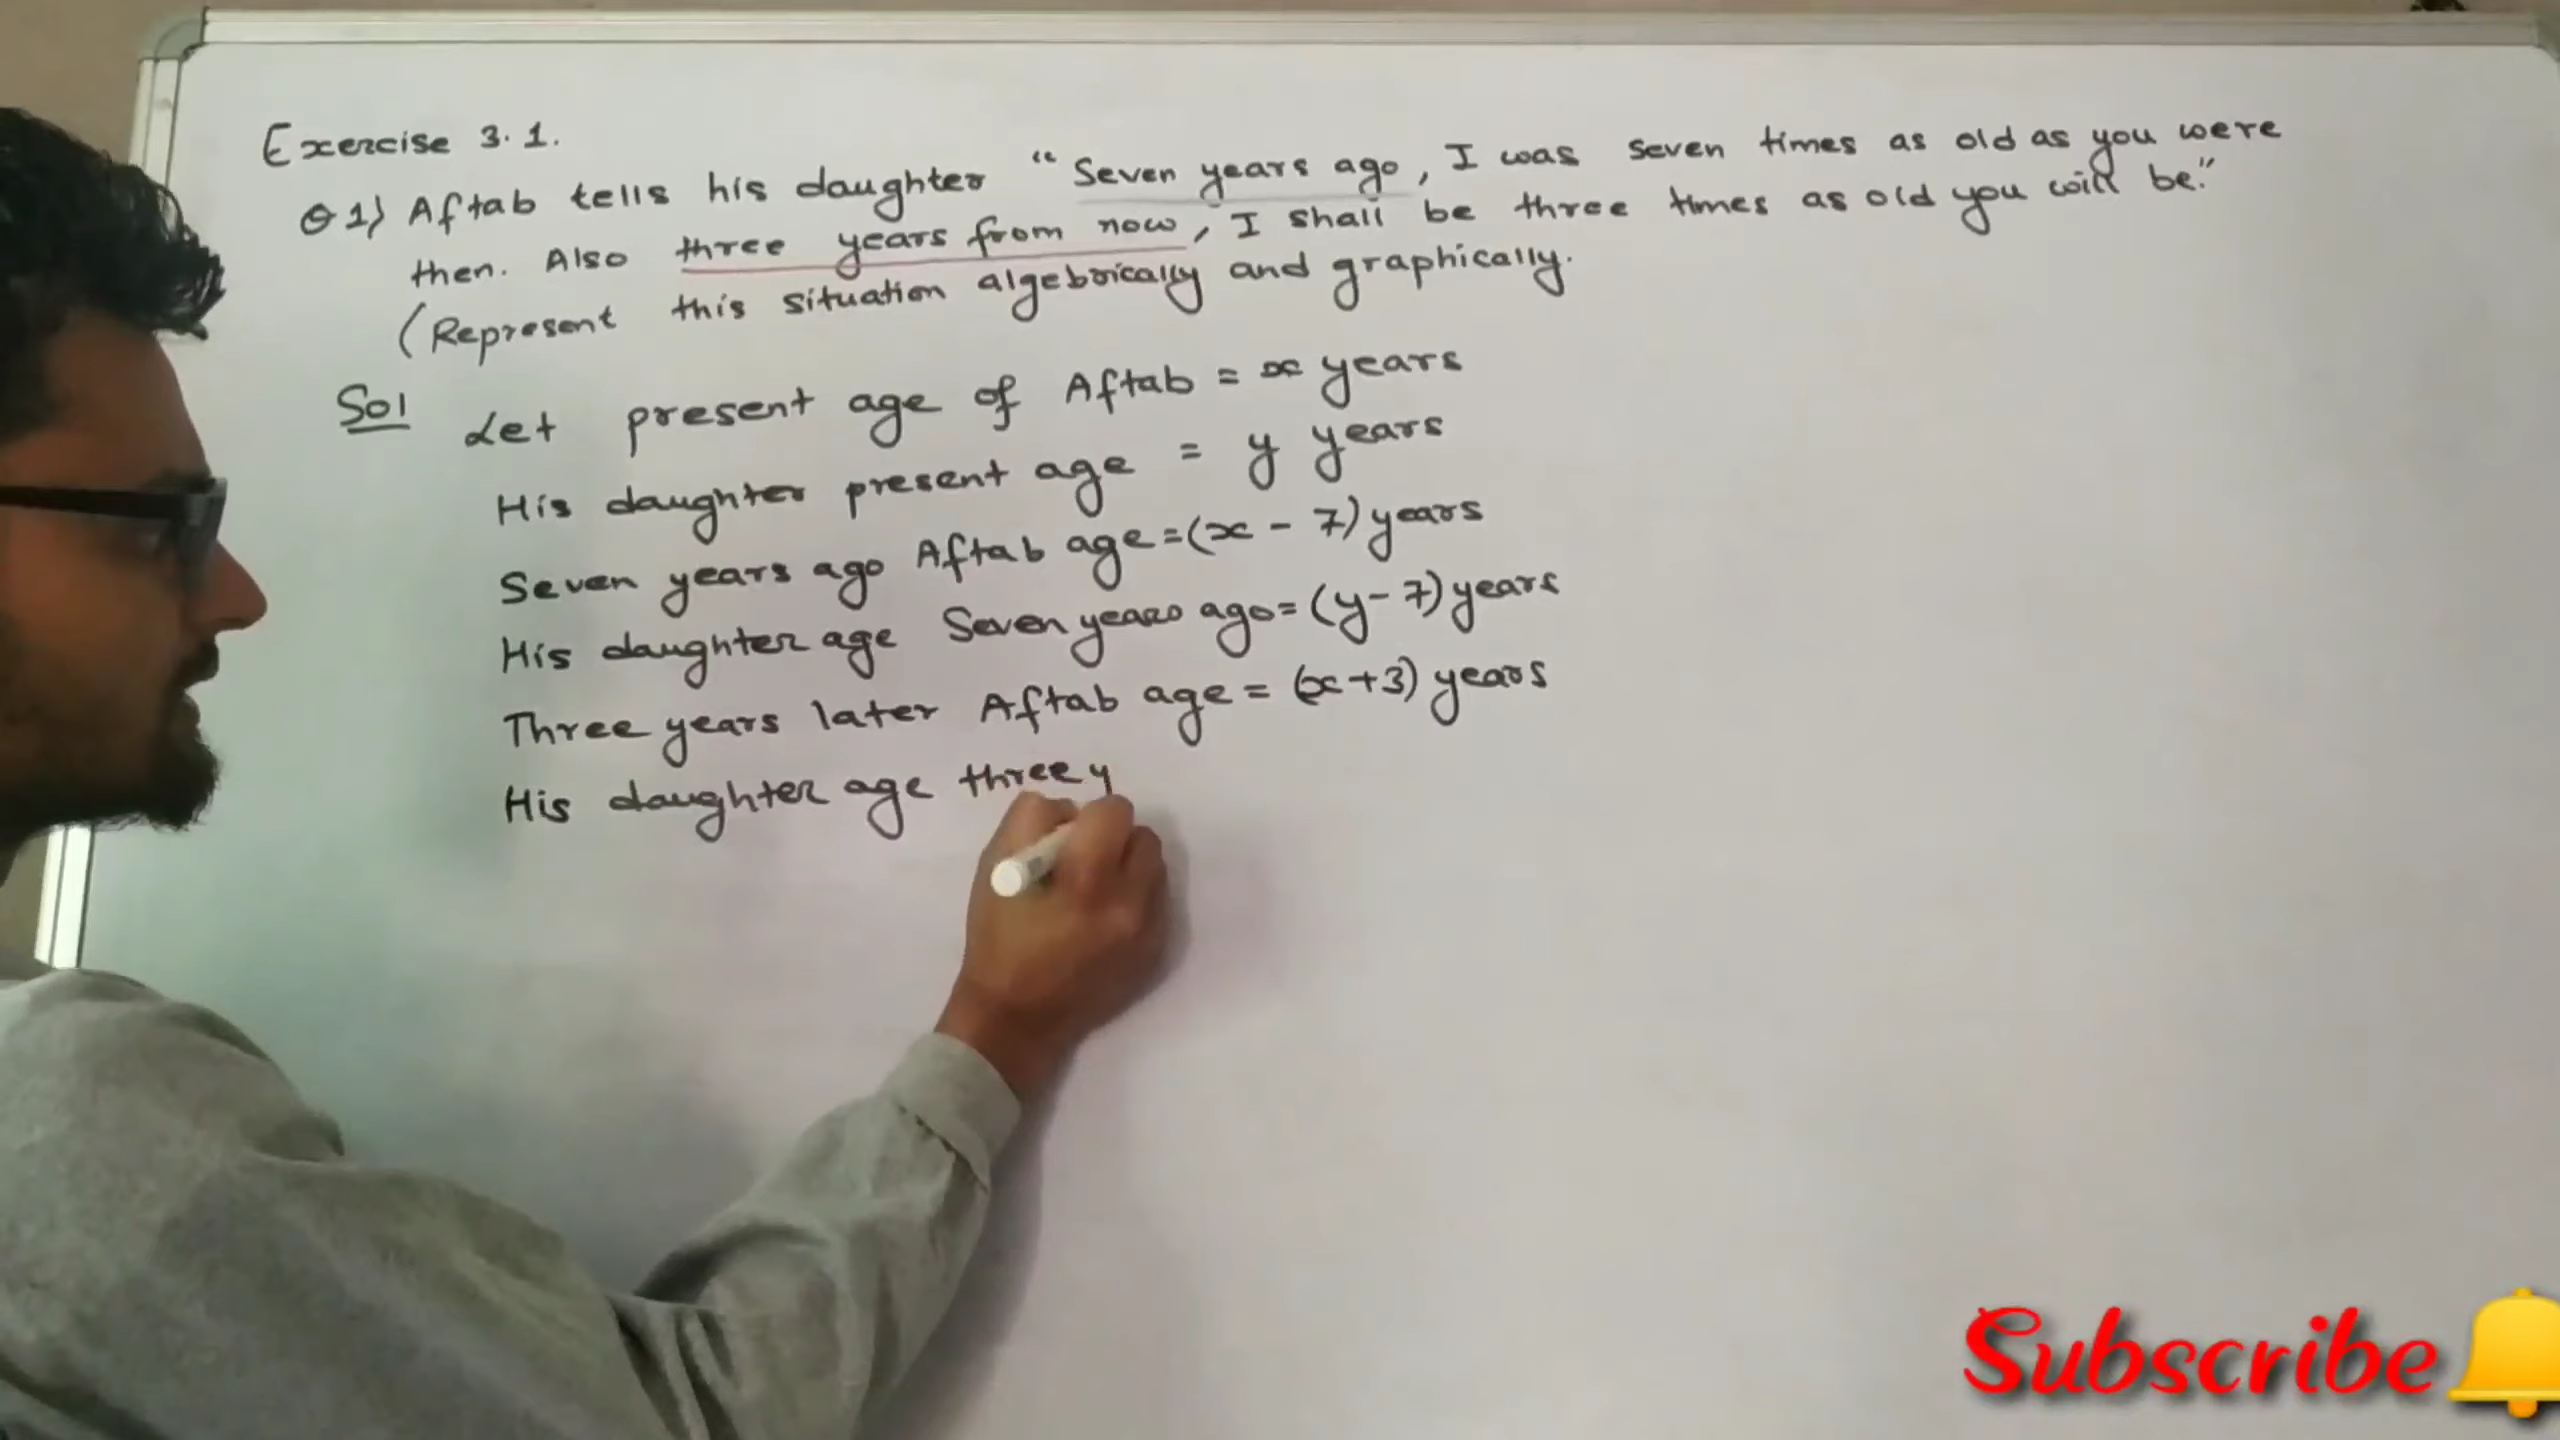 Exercise 3.1.
Q1) Aftab tells his daughter "Seven years ago, I was seven times as old as you were
then. Also three years from now, I shall be three times as old you will be."
(Represent this situation algebrically and graphically.
Sol Let present age of Aftab = x years
His daughter present age = y years
Seven years ago Aftab age = (x - 7) years
His daughter age Seven years ago = (y - 7) years
Three years later Aftab age = (x+3) years
His daughter age three y
Subscribe